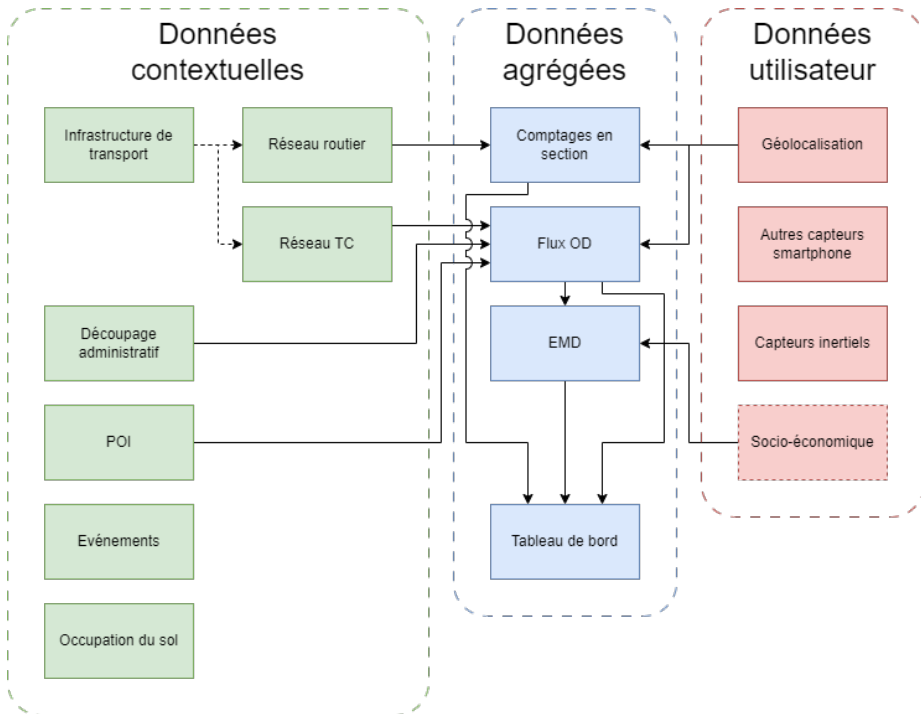 Données
contextuelles
Infrastructure de
transport
Réseau routier
Réseau TC
Découpage
administratif
POI
Evénements
Occupation du sol
Données
agrégées
Comptages en
section
Flux OD
EMD
Tableau de bord
Données
utilisateur
Géolocalisation
Autres capteurs
smartphone
Capteurs inertiels
Socio-économique